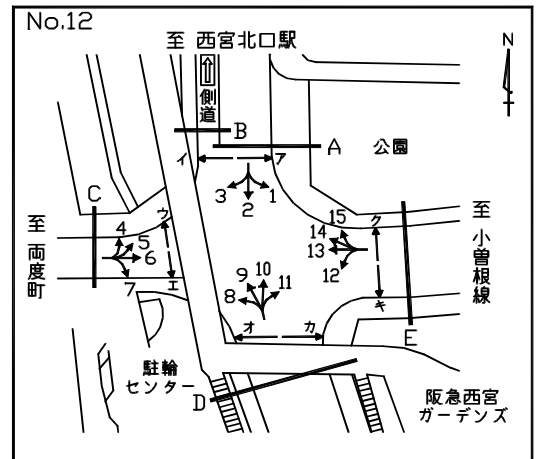 No.12
至 西宮北口駅
N
側道
B
A
公園
イ
ア
C
3
2
1
15
ク
至 両度町
4
ウ
5
6
14
13
至 小曽根線
7
エ
9
10
11
12
8
キ
オ
カ
E
駐輪
センター
D
阪急西宮
ガーデンズ